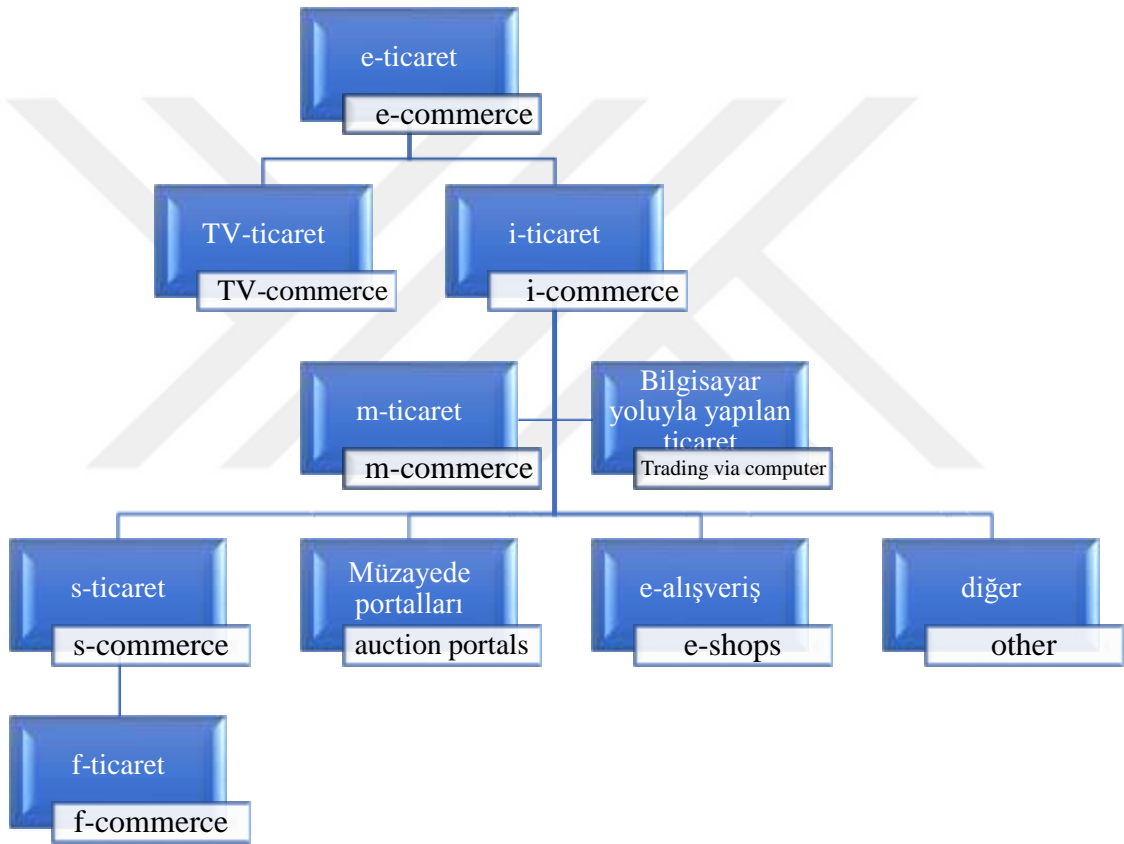 e-ticaret
e-commerce
TV-ticaret
TV-commerce
i-ticaret
i-commerce
m-ticaret
m-commerce
Bilgisayar
yoluyla yapılan
ticaret
Trading via computer
s-ticaret
s-commerce
Müzayede
portalları
auction portals
e-alışveriş
e-shops
diğer
other
f-ticaret
f-commerce